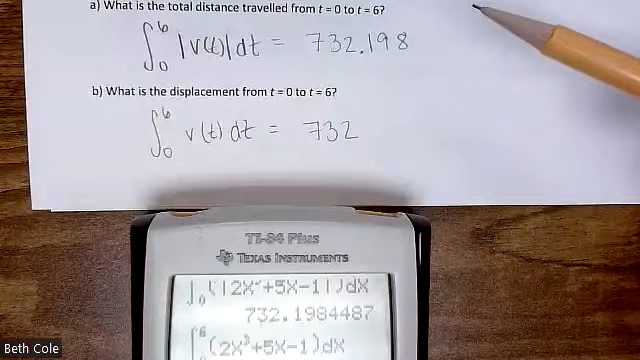 a) What is the total distance travelled from t = 0 to t = 6?
∫₀⁶ |v(t)| dt = 732.198
b) What is the displacement from t = 0 to t = 6?
∫₀⁶ v(t) dt = 732
TI-84 Plus
TEXAS INSTRUMENTS
∫₀(|2X³+5X-1|)dX
732.1984487
∫₀⁶(2X³+5X-1)dX
Beth Cole